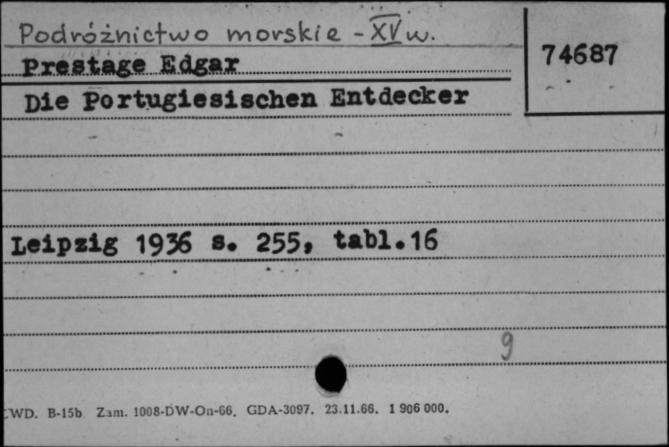 Podróżnictwo morskie - XV w.
74687
Prestage Edgar
Die Portugiesischen Entdecker
Leipzig 1936 s. 255, tabl.16
9
WD. B-15b Zam. 1008-DW-On-66. GDA-3097. 23.11.66. 1 906 000.